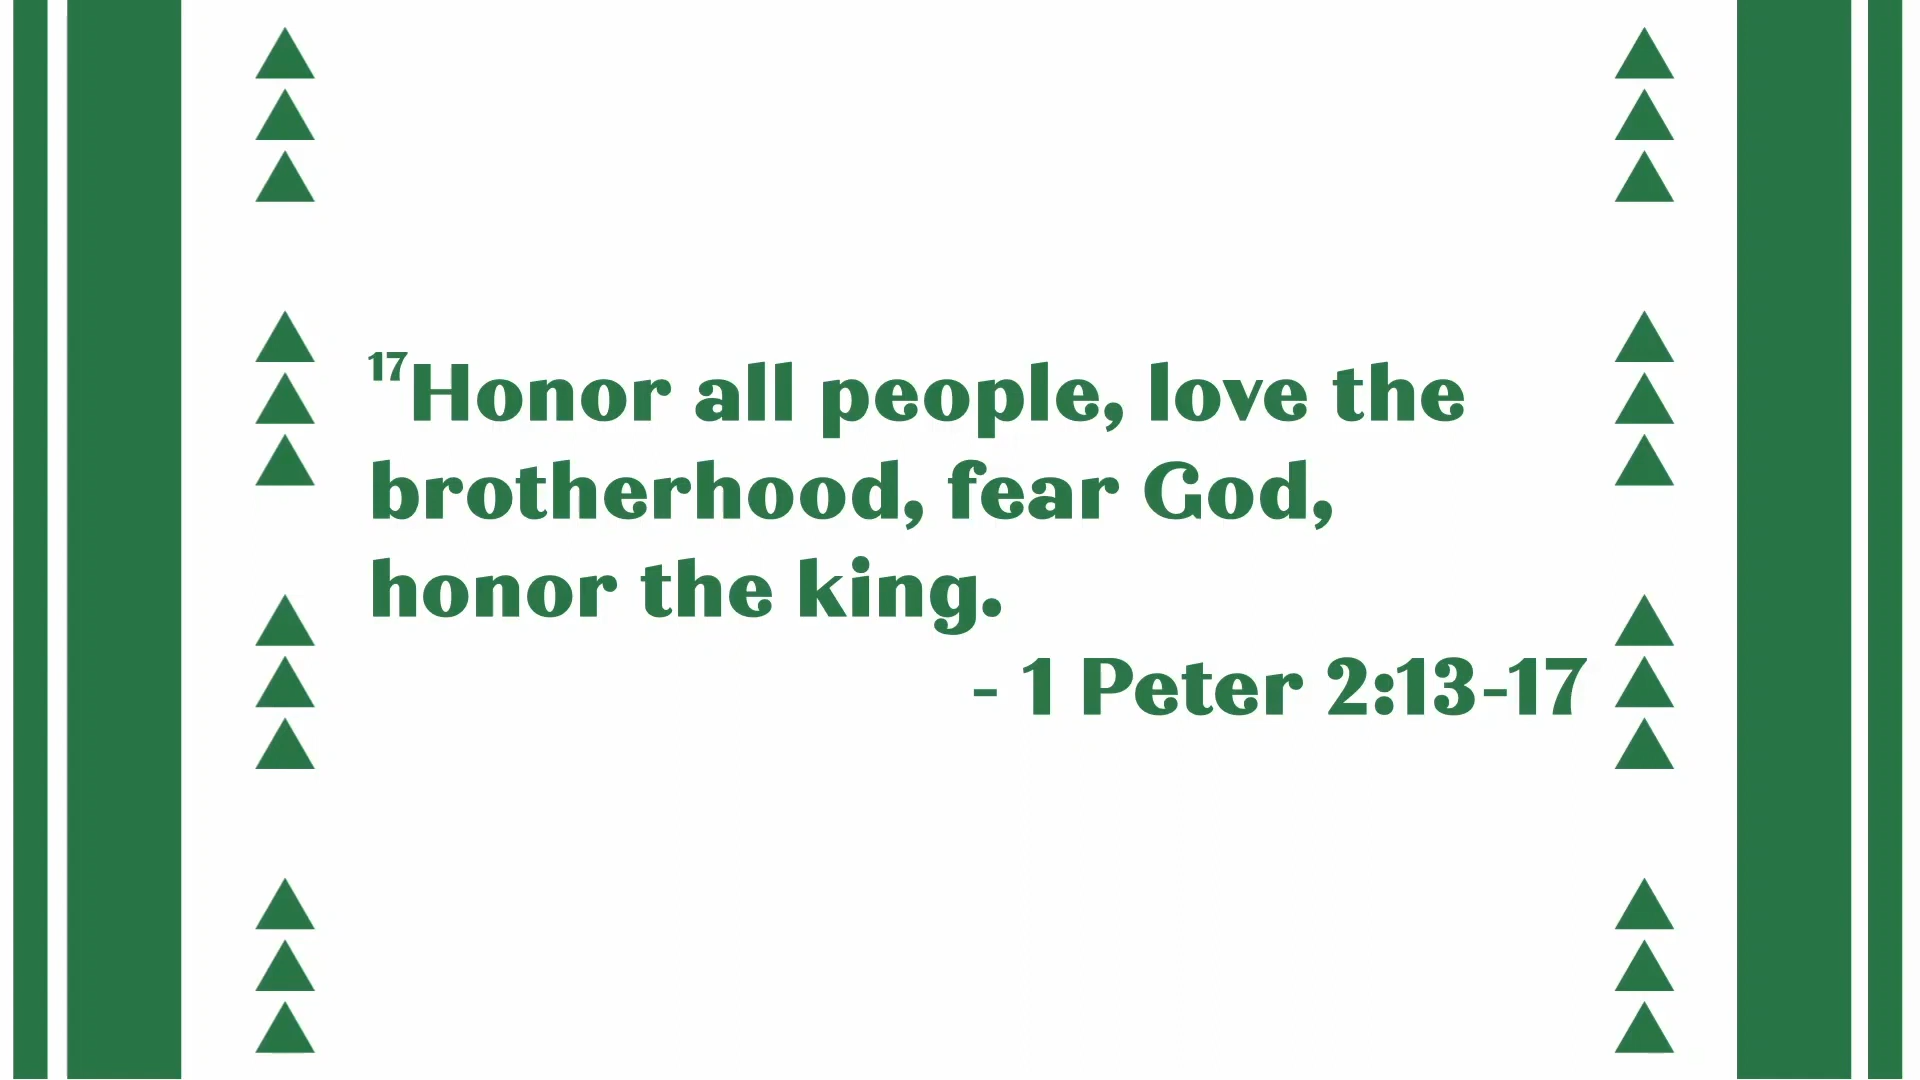 17Honor all people, love the
brotherhood, fear God,
honor the king.
- 1 Peter 2:13-17